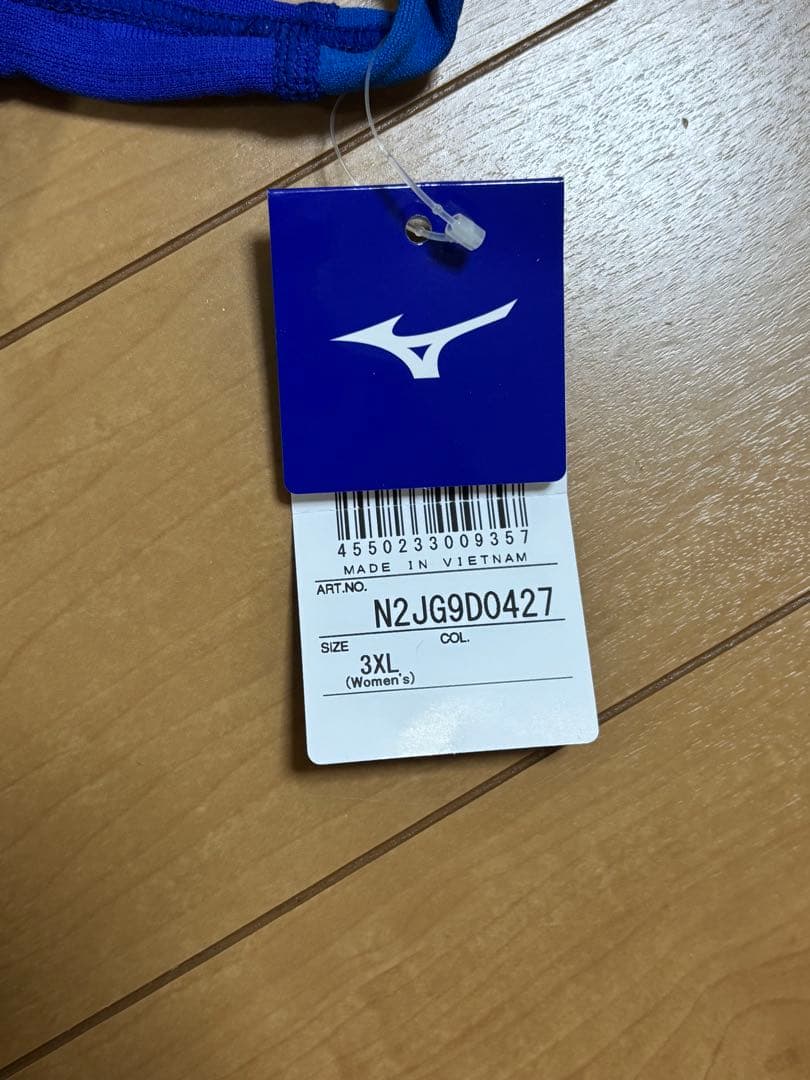 4550233009357
MADE IN VIETNAM
ART.NO.
N2JG9D0427
SIZE
COL.
3XL
(Women's)